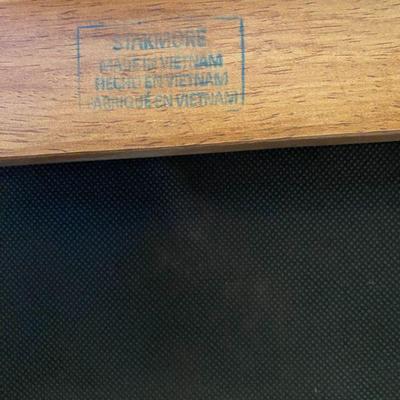 STAKMORE
MADE IN VIETNAM
HECHO EN VIETNAM
FABRIQUÉ EN VIETNAM